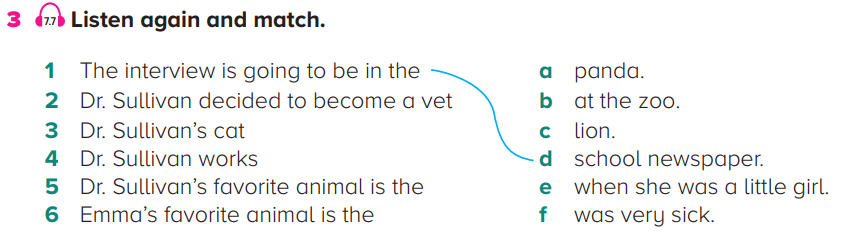 3 7.7 Listen again and match.
1 The interview is going to be in the a panda.
2 Dr. Sullivan decided to become a vet b at the zoo.
3 Dr. Sullivan's cat c lion.
4 Dr. Sullivan works d school newspaper.
5 Dr. Sullivan's favorite animal is the e when she was a little girl.
6 Emma's favorite animal is the f was very sick.